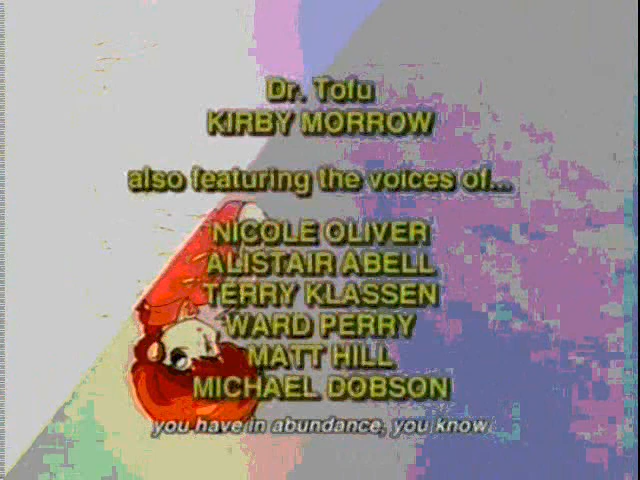 Dr. Tofu
KIRBY MORROW
also featuring the voices of...
NICOLE OLIVER
ALISTAIR ABELL
TERRY KLASSEN
WARD PERRY
MATT HILL
MICHAEL DOBSON
you have in abundance, you know